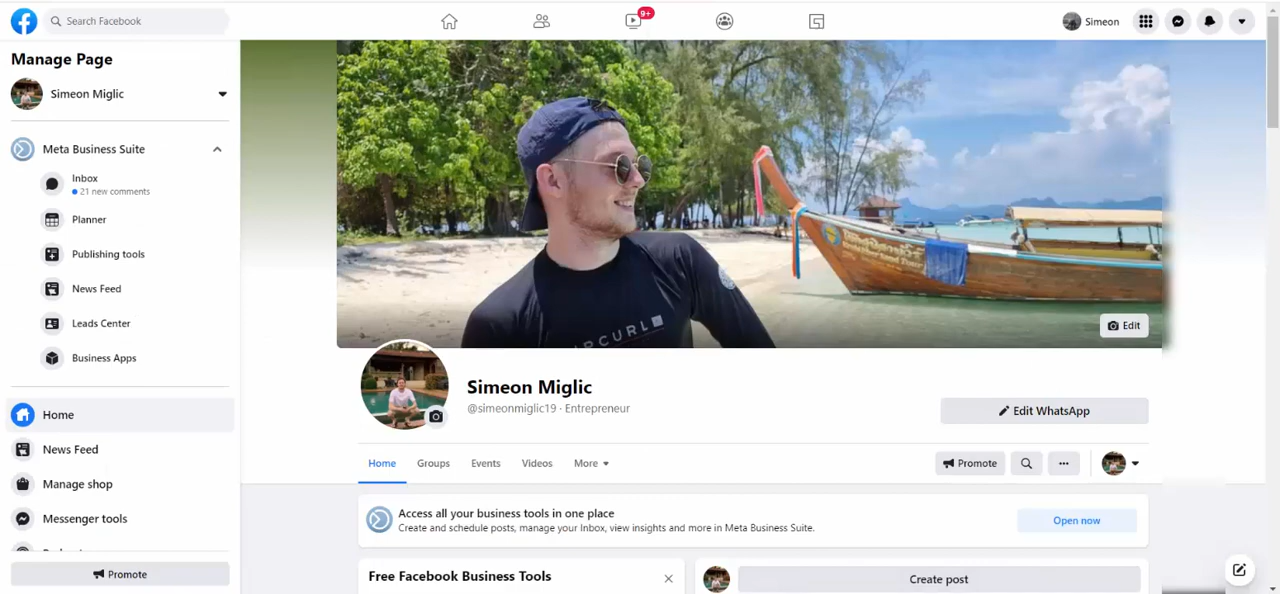 Search Facebook
9+
Simeon
Manage Page
Simeon Miglic
Meta Business Suite
Inbox
21 new comments
Planner
Publishing tools
News Feed
Leads Center
Business Apps
Home
News Feed
Manage shop
Messenger tools
Promote
CURL
Edit
Simeon Miglic
@simeonmiglic19 · Entrepreneur
Edit WhatsApp
Home Groups Events Videos More
Promote
Access all your business tools in one place
Create and schedule posts, manage your Inbox, view insights and more in Meta Business Suite.
Open now
Free Facebook Business Tools
Create post